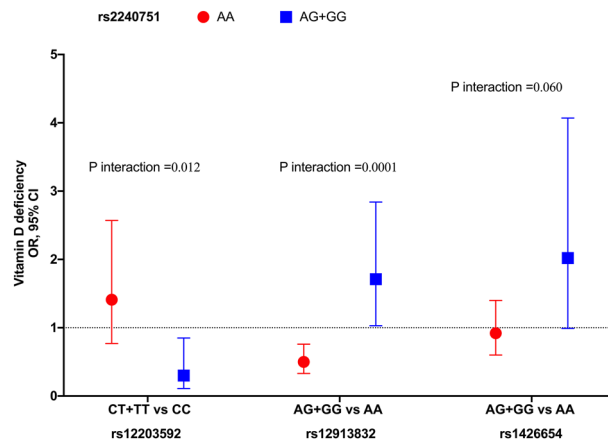 rs2240751 AA AG+GG
Vitamin D deficiency
OR, 95% CI
5
4
3
2
1
0
P interaction =0.012
P interaction =0.0001
P interaction =0.060
CT+TT vs CC
AG+GG vs AA
AG+GG vs AA
rs12203592
rs12913832
rs1426654